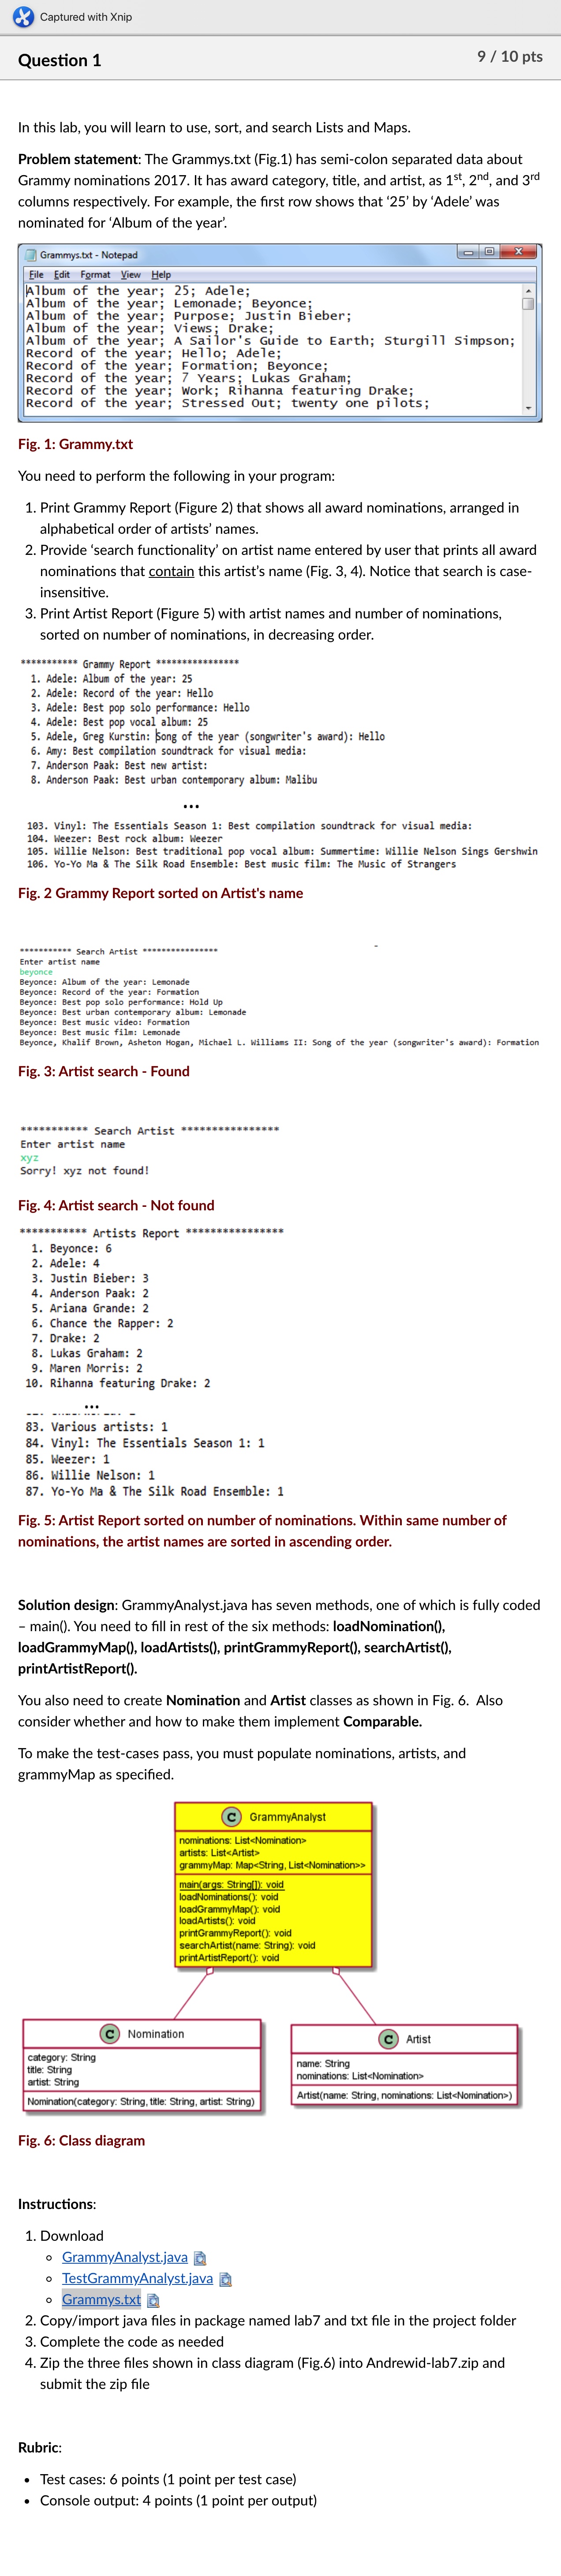 Captured with Xnip
Question 1
9 / 10 pts
In this lab, you will learn to use, sort, and search Lists and Maps.
Problem statement: The Grammys.txt (Fig.1) has semi-colon separated data about
Grammy nominations 2017. It has award category, title, and artist, as 1st, 2nd, and 3rd
columns respectively. For example, the first row shows that ‘25’ by ‘Adele’ was
nominated for ‘Album of the year’.
Grammys.txt - Notepad
File Edit Format View Help
Album of the year; 25; Adele;
Album of the year; Lemonade; Beyonce;
Album of the year; Purpose; Justin Bieber;
Album of the year; Views; Drake;
Album of the year; A Sailor's Guide to Earth; Sturgill Simpson;
Record of the year; Hello; Adele;
Record of the year; Formation; Beyonce;
Record of the year; 7 Years; Lukas Graham;
Record of the year; Work; Rihanna featuring Drake;
Record of the year; Stressed Out; twenty one pilots;
Fig. 1: Grammy.txt
You need to perform the following in your program:
1. Print Grammy Report (Figure 2) that shows all award nominations, arranged in
alphabetical order of artists’ names.
2. Provide ‘search functionality’ on artist name entered by user that prints all award
nominations that contain this artist’s name (Fig. 3, 4). Notice that search is case-
insensitive.
3. Print Artist Report (Figure 5) with artist names and number of nominations,
sorted on number of nominations, in decreasing order.
*********** Grammy Report ****************
1. Adele: Album of the year: 25
2. Adele: Record of the year: Hello
3. Adele: Best pop solo performance: Hello
4. Adele: Best pop vocal album: 25
5. Adele, Greg Kurstin: Song of the year (songwriter's award): Hello
6. Amy: Best compilation soundtrack for visual media:
7. Anderson Paak: Best new artist:
8. Anderson Paak: Best urban contemporary album: Malibu
...
103. Vinyl: The Essentials Season 1: Best compilation soundtrack for visual media:
104. Weezer: Best rock album: Weezer
105. Willie Nelson: Best traditional pop vocal album: Summertime: Willie Nelson Sings Gershwin
106. Yo-Yo Ma & The Silk Road Ensemble: Best music film: The Music of Strangers
Fig. 2 Grammy Report sorted on Artist's name
*********** Search Artist ****************
Enter artist name
beyonce
Beyonce: Album of the year: Lemonade
Beyonce: Record of the year: Formation
Beyonce: Best pop solo performance: Hold Up
Beyonce: Best urban contemporary album: Lemonade
Beyonce: Best music video: Formation
Beyonce: Best music film: Lemonade
Beyonce, Khalif Brown, Asheton Hogan, Michael L. Williams II: Song of the year (songwriter's award): Formation
Fig. 3: Artist search - Found
*********** Search Artist ****************
Enter artist name
xyz
Sorry! xyz not found!
Fig. 4: Artist search - Not found
*********** Artists Report ****************
1. Beyonce: 6
2. Adele: 4
3. Justin Bieber: 3
4. Anderson Paak: 2
5. Ariana Grande: 2
6. Chance the Rapper: 2
7. Drake: 2
8. Lukas Graham: 2
9. Maren Morris: 2
10. Rihanna featuring Drake: 2
...
83. Various artists: 1
84. Vinyl: The Essentials Season 1: 1
85. Weezer: 1
86. Willie Nelson: 1
87. Yo-Yo Ma & The Silk Road Ensemble: 1
Fig. 5: Artist Report sorted on number of nominations. Within same number of
nominations, the artist names are sorted in ascending order.
Solution design: GrammyAnalyst.java has seven methods, one of which is fully coded
– main(). You need to fill in rest of the six methods: loadNomination(),
loadGrammyMap(), loadArtists(), printGrammyReport(), searchArtist(),
printArtistReport().
You also need to create Nomination and Artist classes as shown in Fig. 6. Also
consider whether and how to make them implement Comparable.
To make the test-cases pass, you must populate nominations, artists, and
grammyMap as specified.
C GrammyAnalyst
nominations: List<Nomination>
artists: List<Artist>
grammyMap: Map<String, List<Nomination>>
main(args: String[]): void
loadNominations(): void
loadGrammyMap(): void
loadArtists(): void
printGrammyReport(): void
searchArtist(name: String): void
printArtistReport(): void
C Nomination
category: String
title: String
artist: String
Nomination(category: String, title: String, artist: String)
C Artist
name: String
nominations: List<Nomination>
Artist(name: String, nominations: List<Nomination>)
Fig. 6: Class diagram
Instructions:
1. Download
GrammyAnalyst.java
TestGrammyAnalyst.java
Grammys.txt
2. Copy/import java files in package named lab7 and txt file in the project folder
3. Complete the code as needed
4. Zip the three files shown in class diagram (Fig.6) into Andrewid-lab7.zip and
submit the zip file
Rubric:
• Test cases: 6 points (1 point per test case)
• Console output: 4 points (1 point per output)